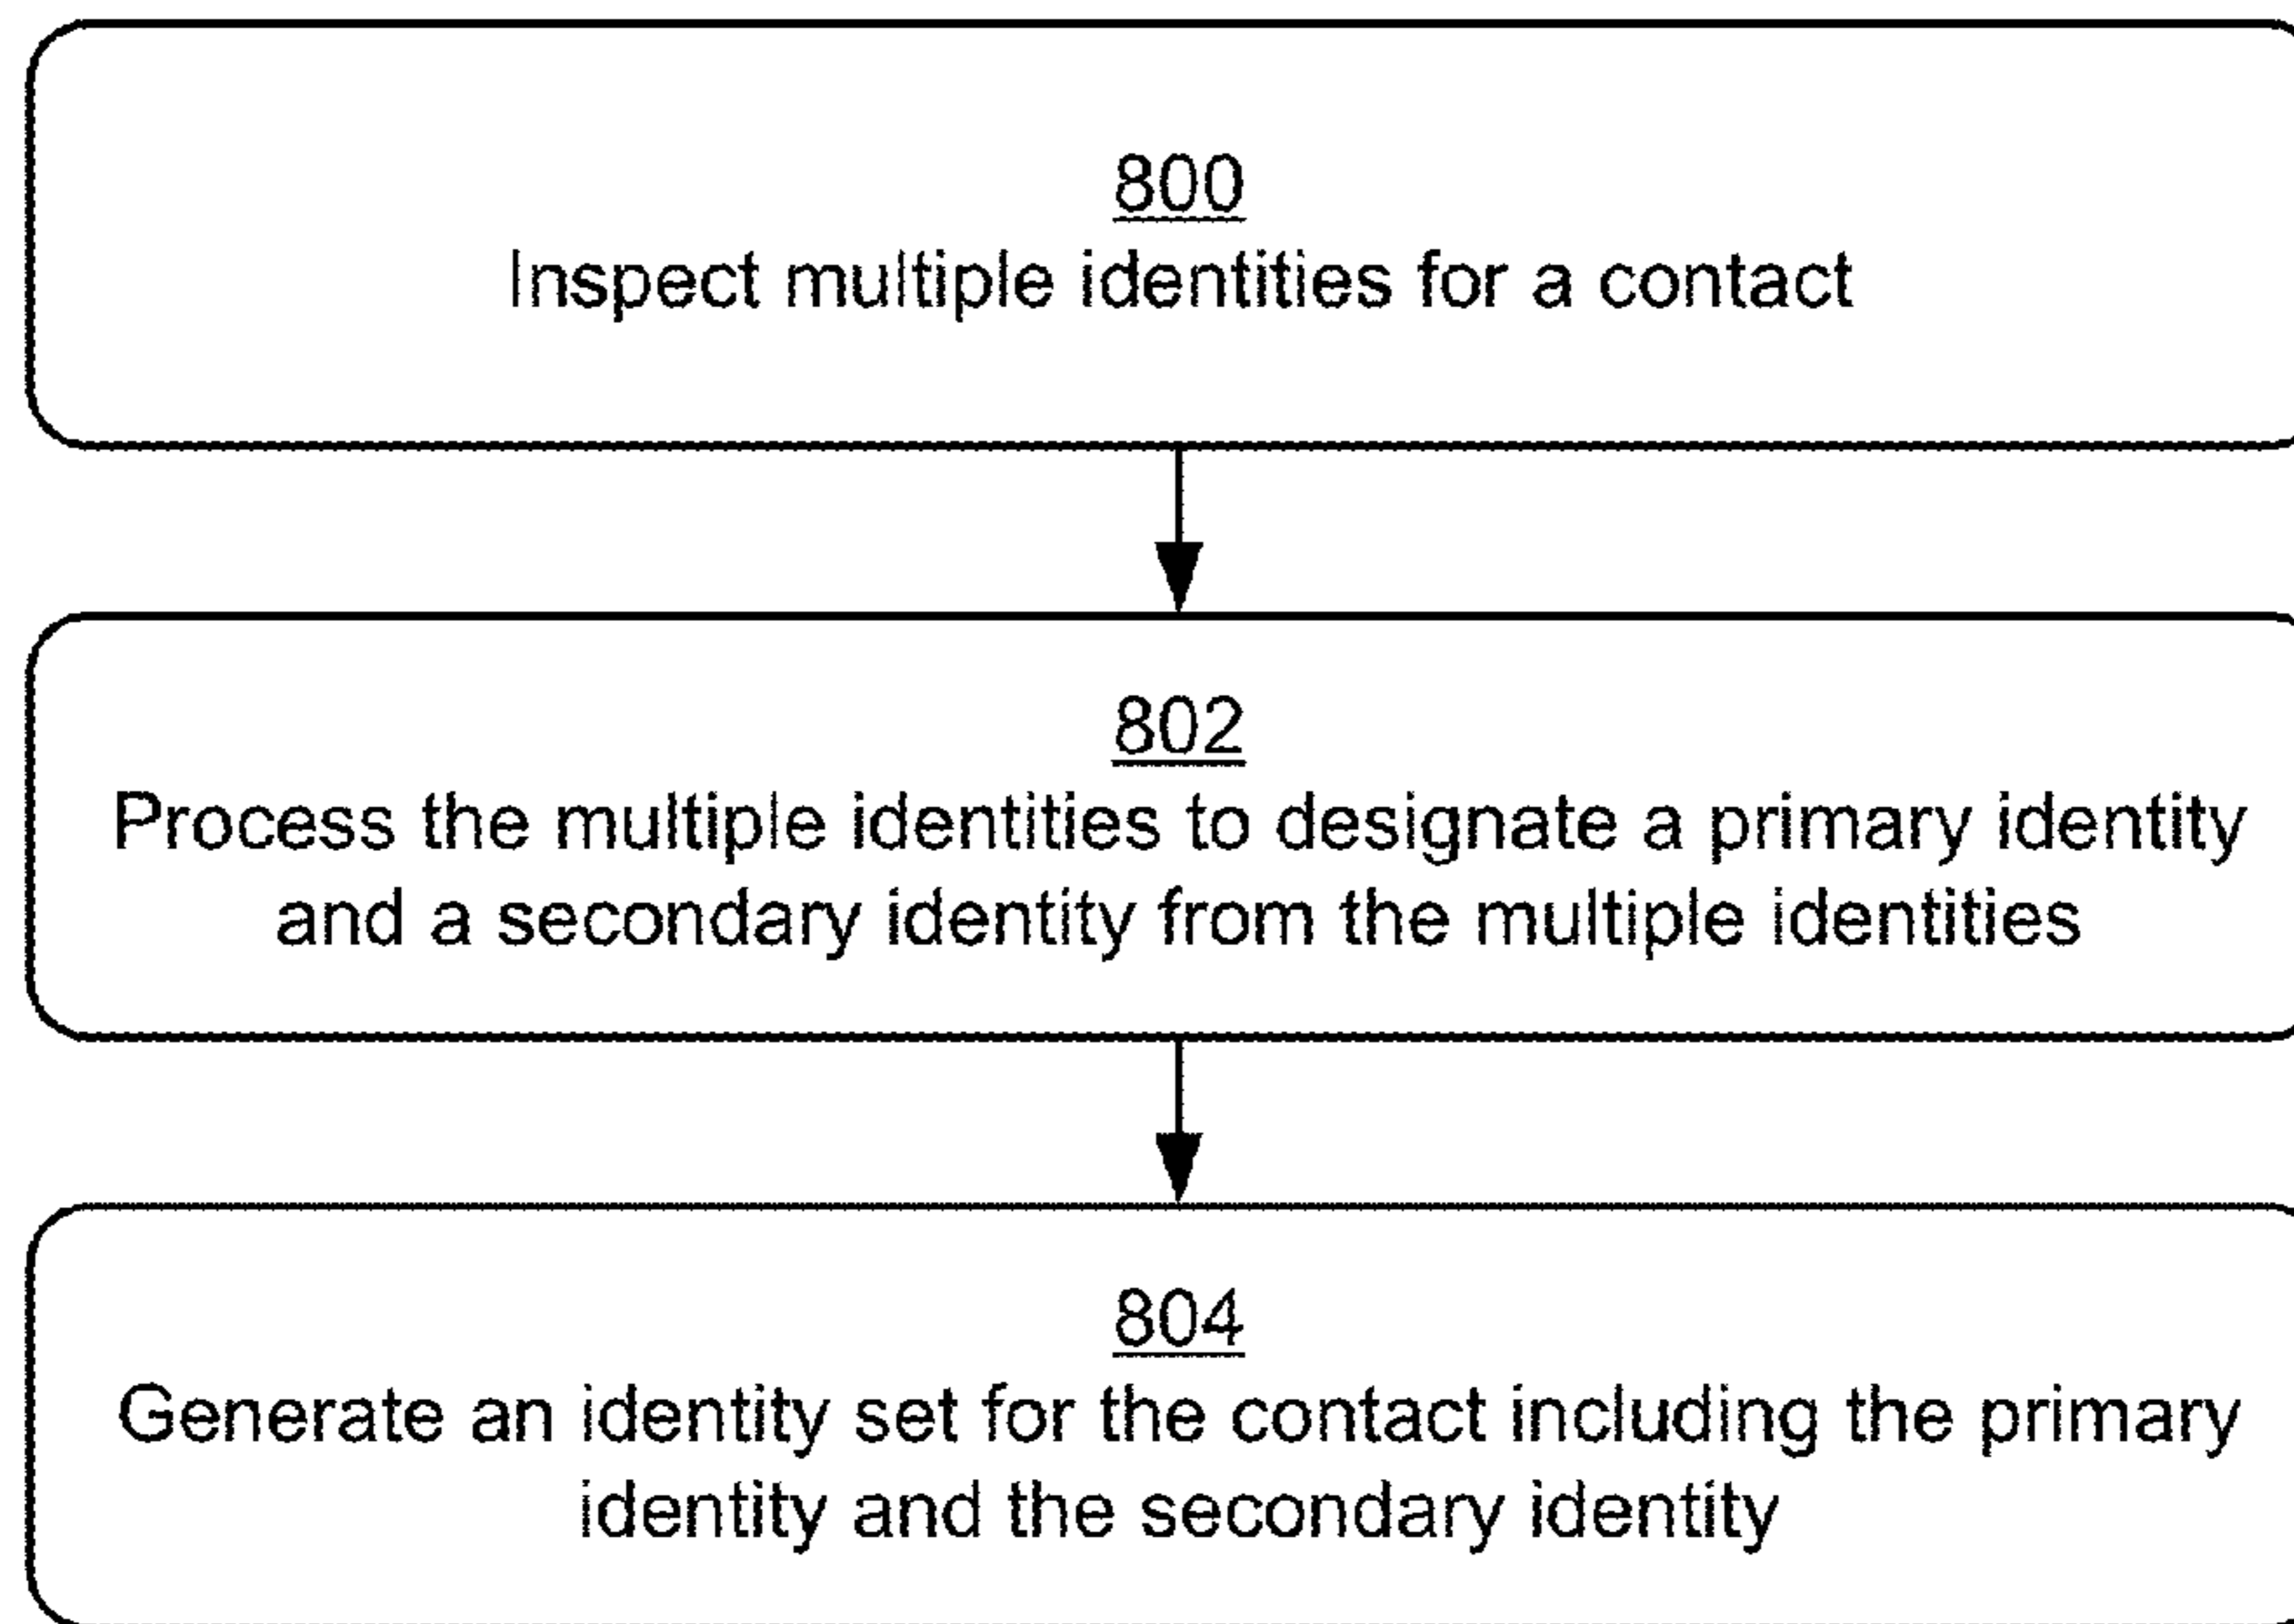 800
Inspect multiple identities for a contact
802
Process the multiple identities to designate a primary identity
and a secondary identity from the multiple identities
804
Generate an identity set for the contact including the primary
identity and the secondary identity